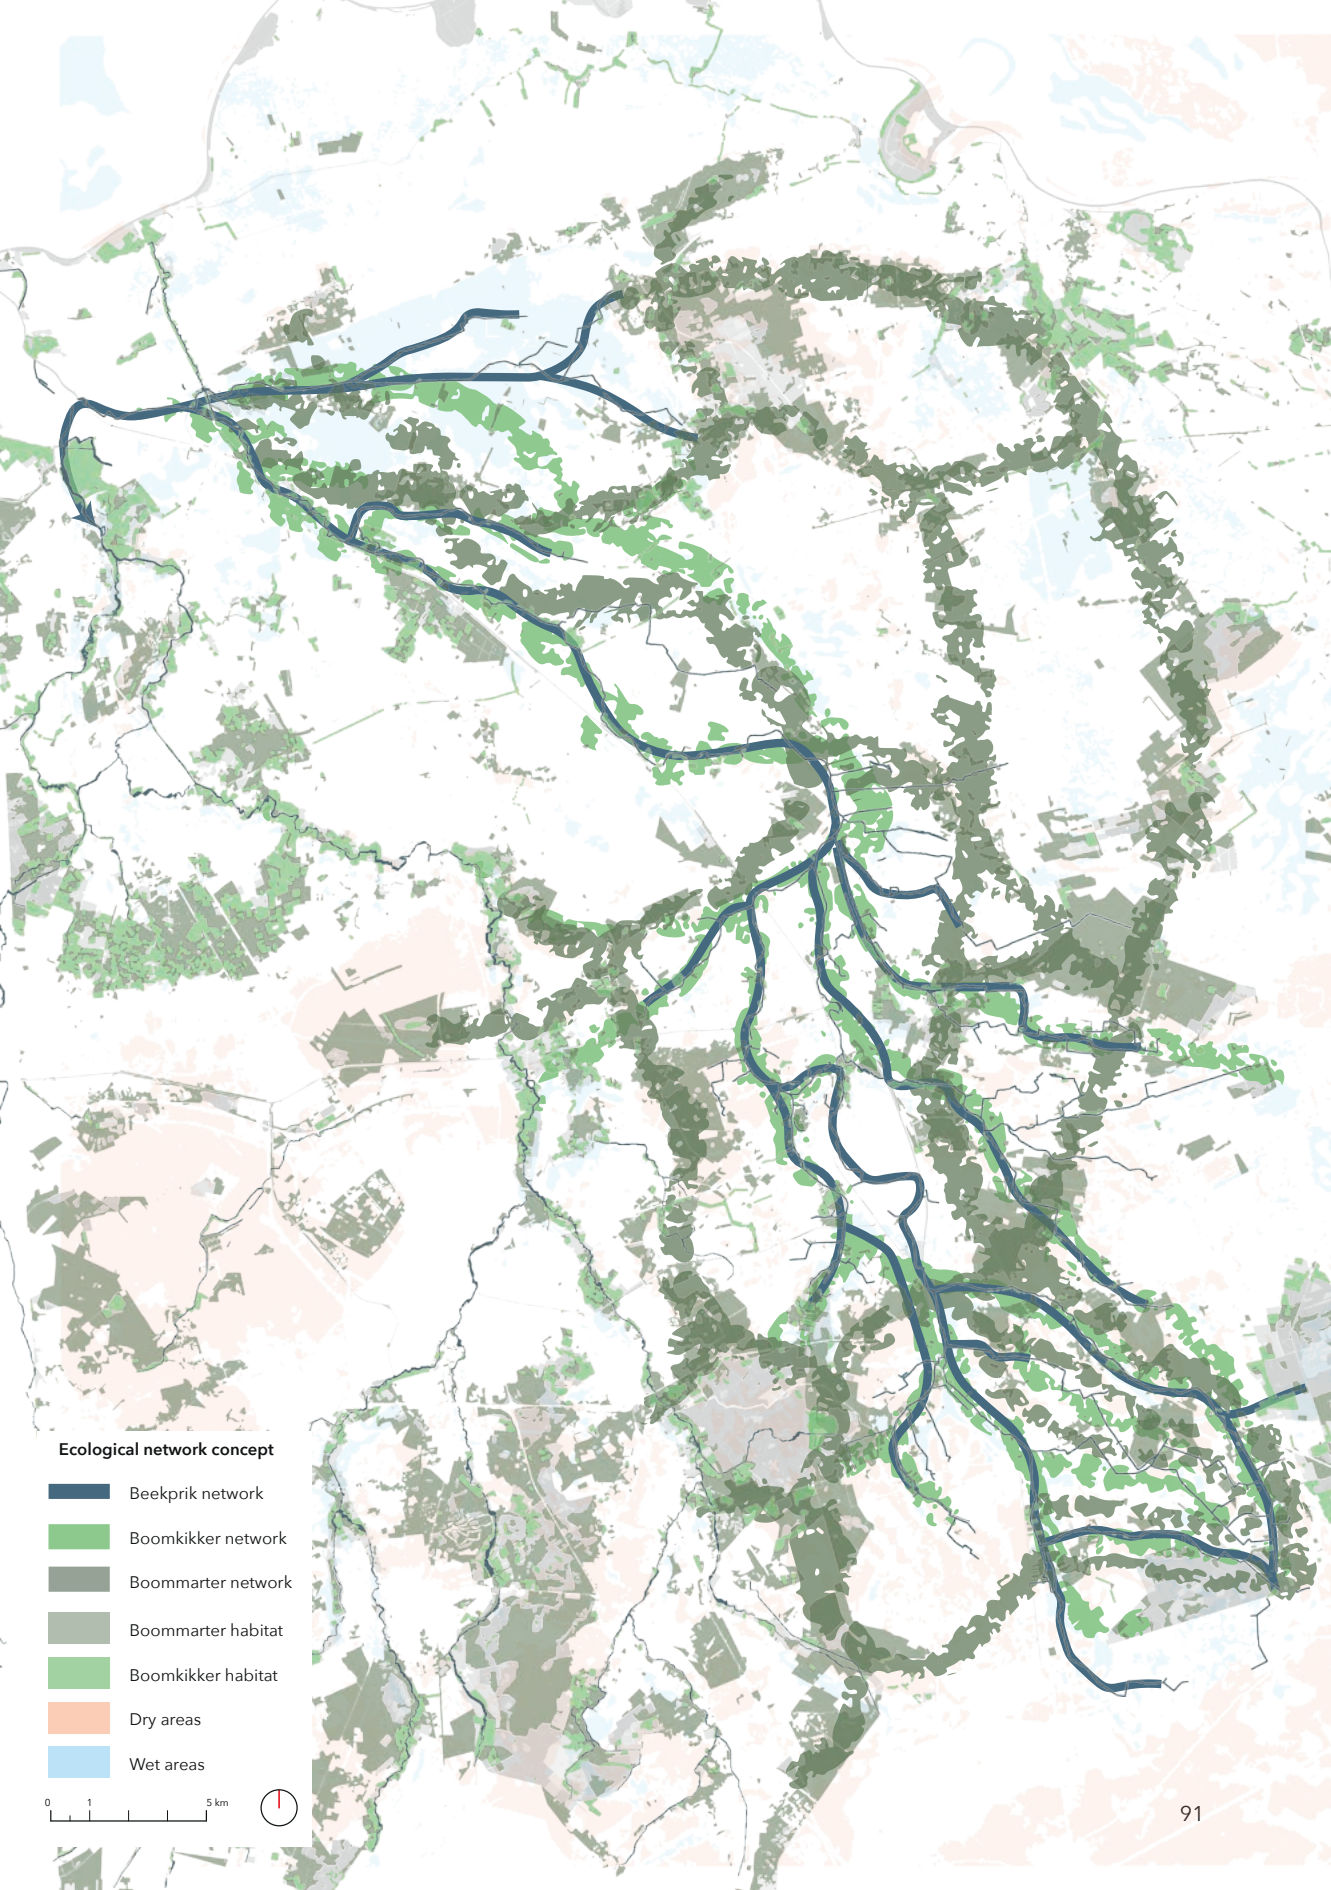 Ecological network concept
Beekprik network
Boomkikker network
Boommarter network
Boommarter habitat
Boomkikker habitat
Dry areas
Wet areas
0 1 5 km
91